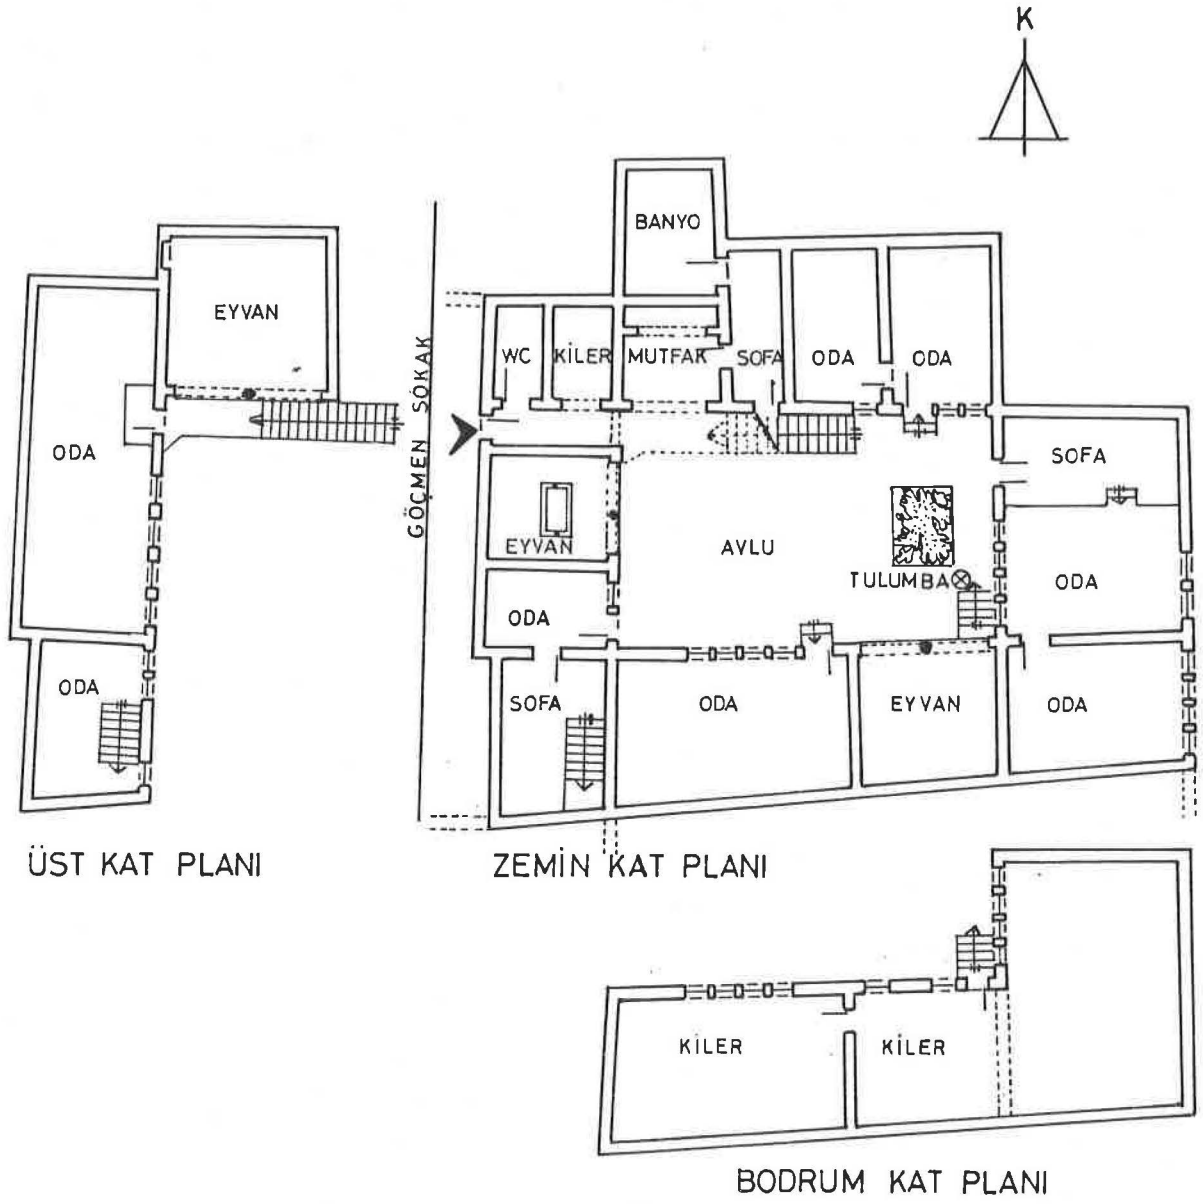 K
EYVAN
ODA
ODA
ÜST KAT PLANI
GÖÇMEN SOKAK
BANYO
WC
KİLER
MUTFAK
SOFA
ODA
ODA
SOFA
EYVAN
AVLU
TULUMBA
ODA
ODA
SOFA
ODA
EYVAN
ODA
ZEMİN KAT PLANI
KİLER
KİLER
BODRUM KAT PLANI